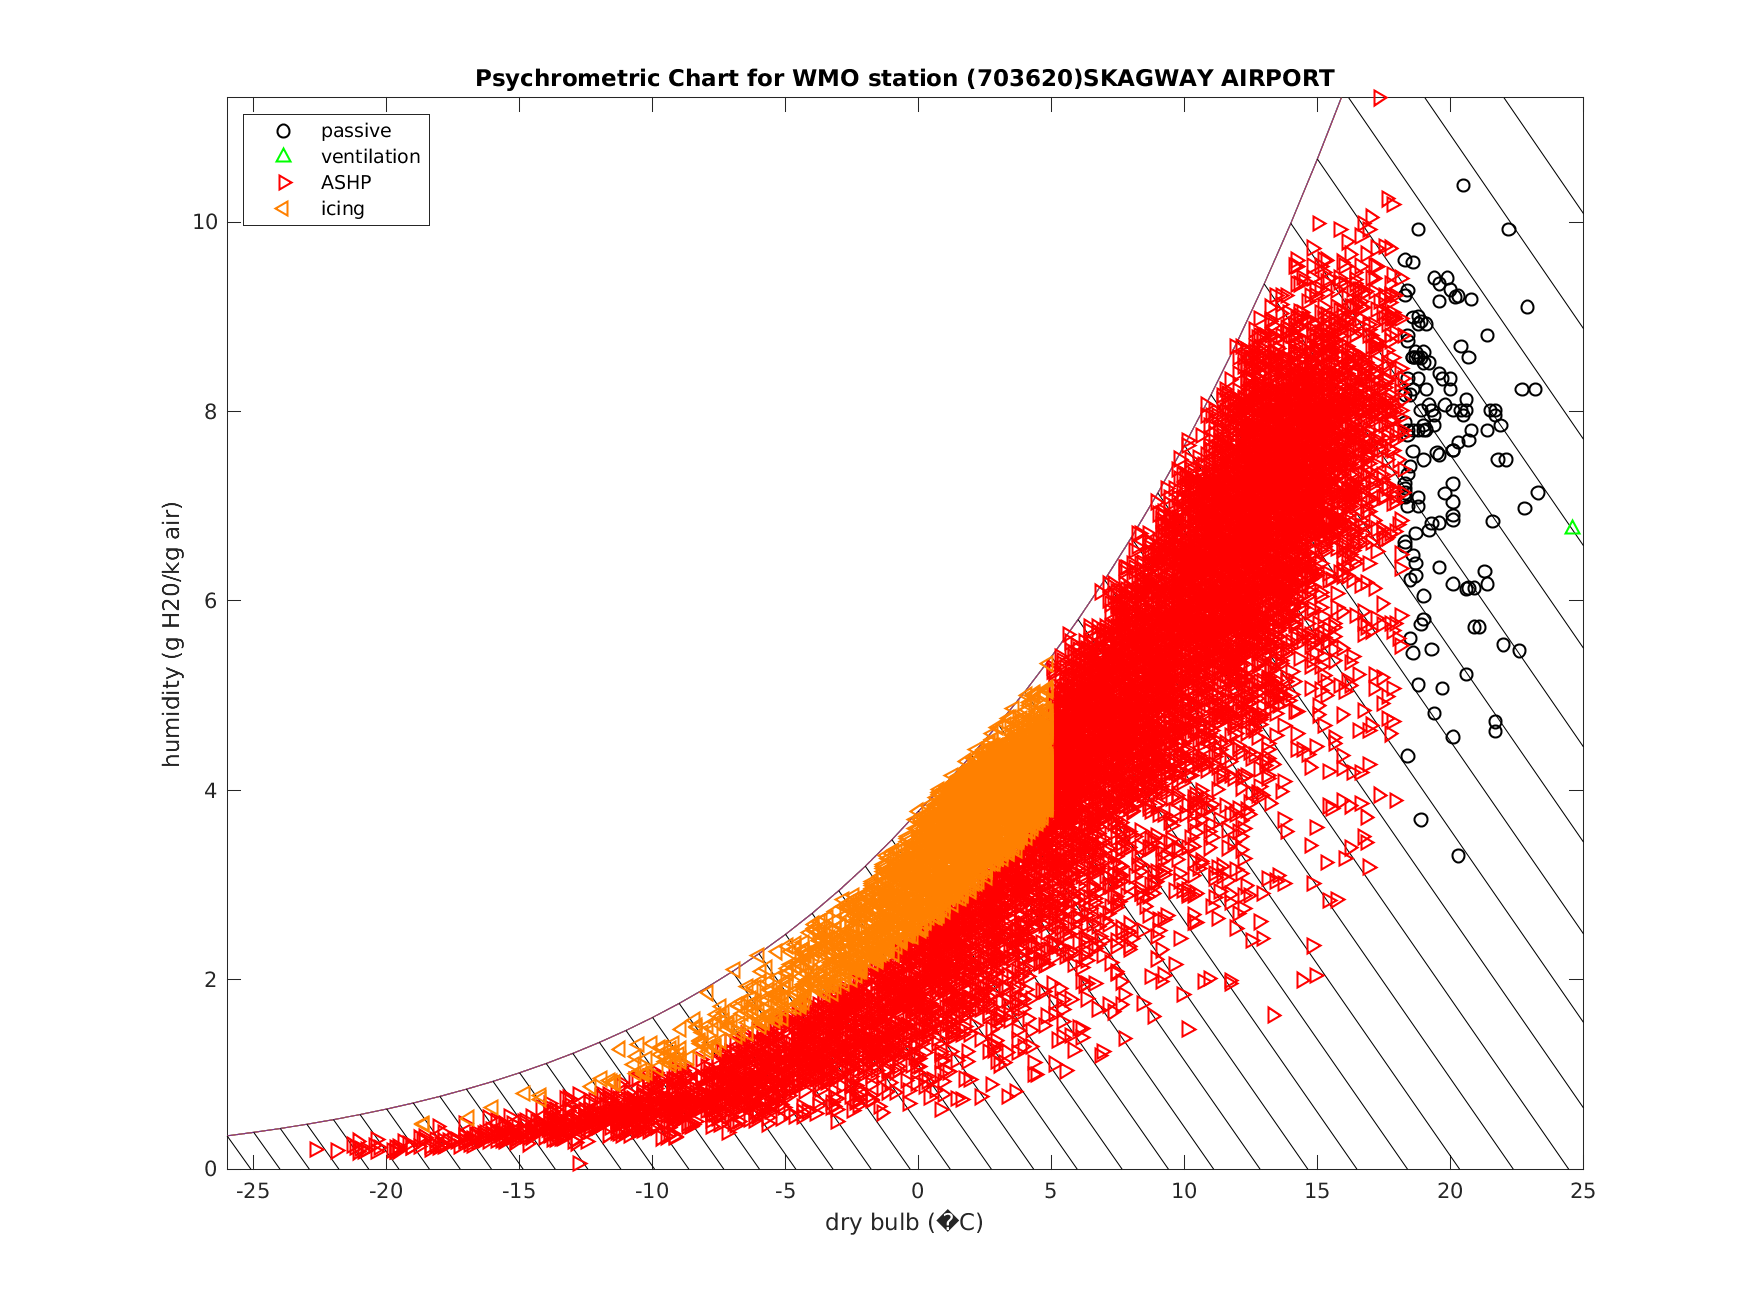 Psychrometric Chart for WMO station (703620)SKAGWAY AIRPORT
passive
ventilation
ASHP
icing
humidity (g H20/kg air)
10
8
6
4
2
0
-25 -20 -15 -10 -5 0 5 10 15 20 25
dry bulb (�C)